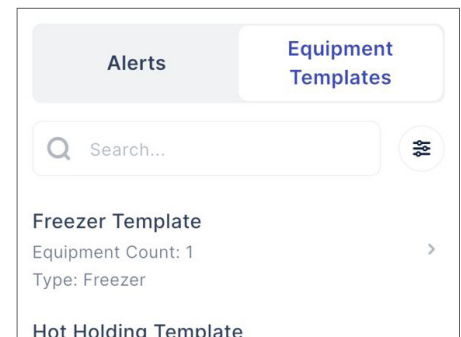 Alerts
Equipment
Templates
Search...
Freezer Template
Equipment Count: 1
Type: Freezer
Hot Holding Template